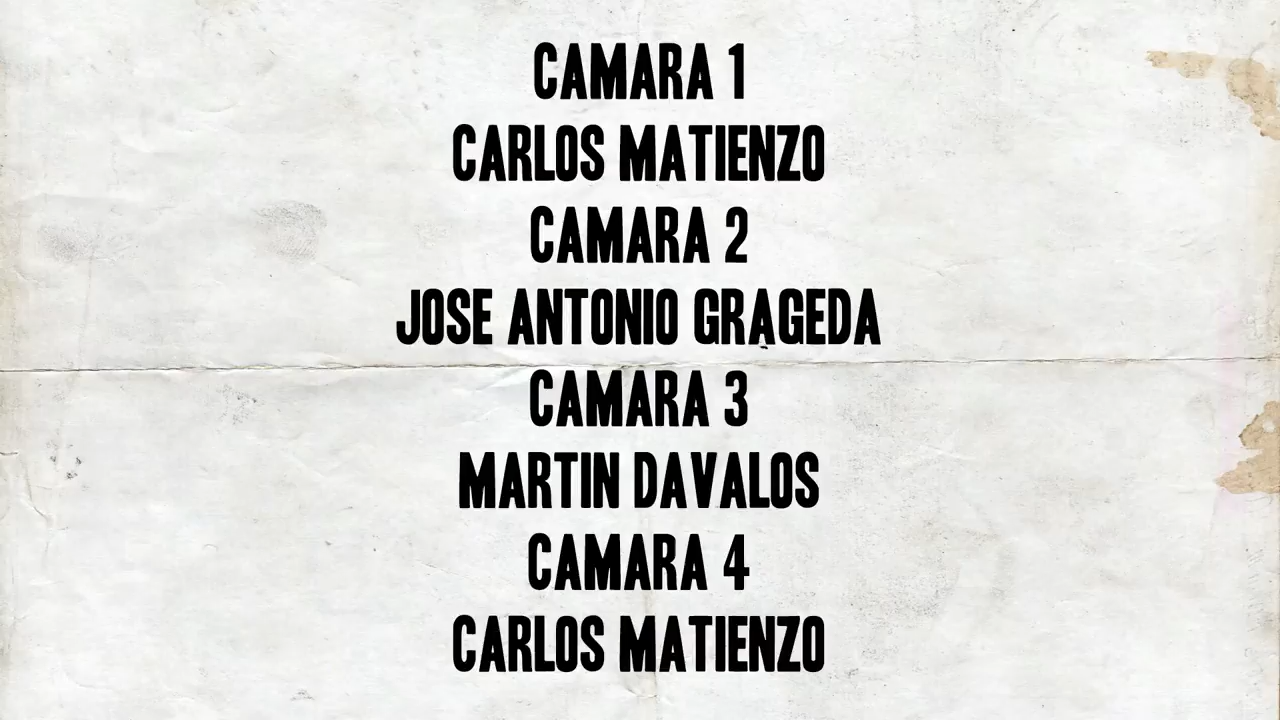 CAMARA 1
CARLOS MATIENZO
CAMARA 2
JOSE ANTONIO GRAGEDA
CAMARA 3
MARTIN DAVALOS
CAMARA 4
CARLOS MATIENZO